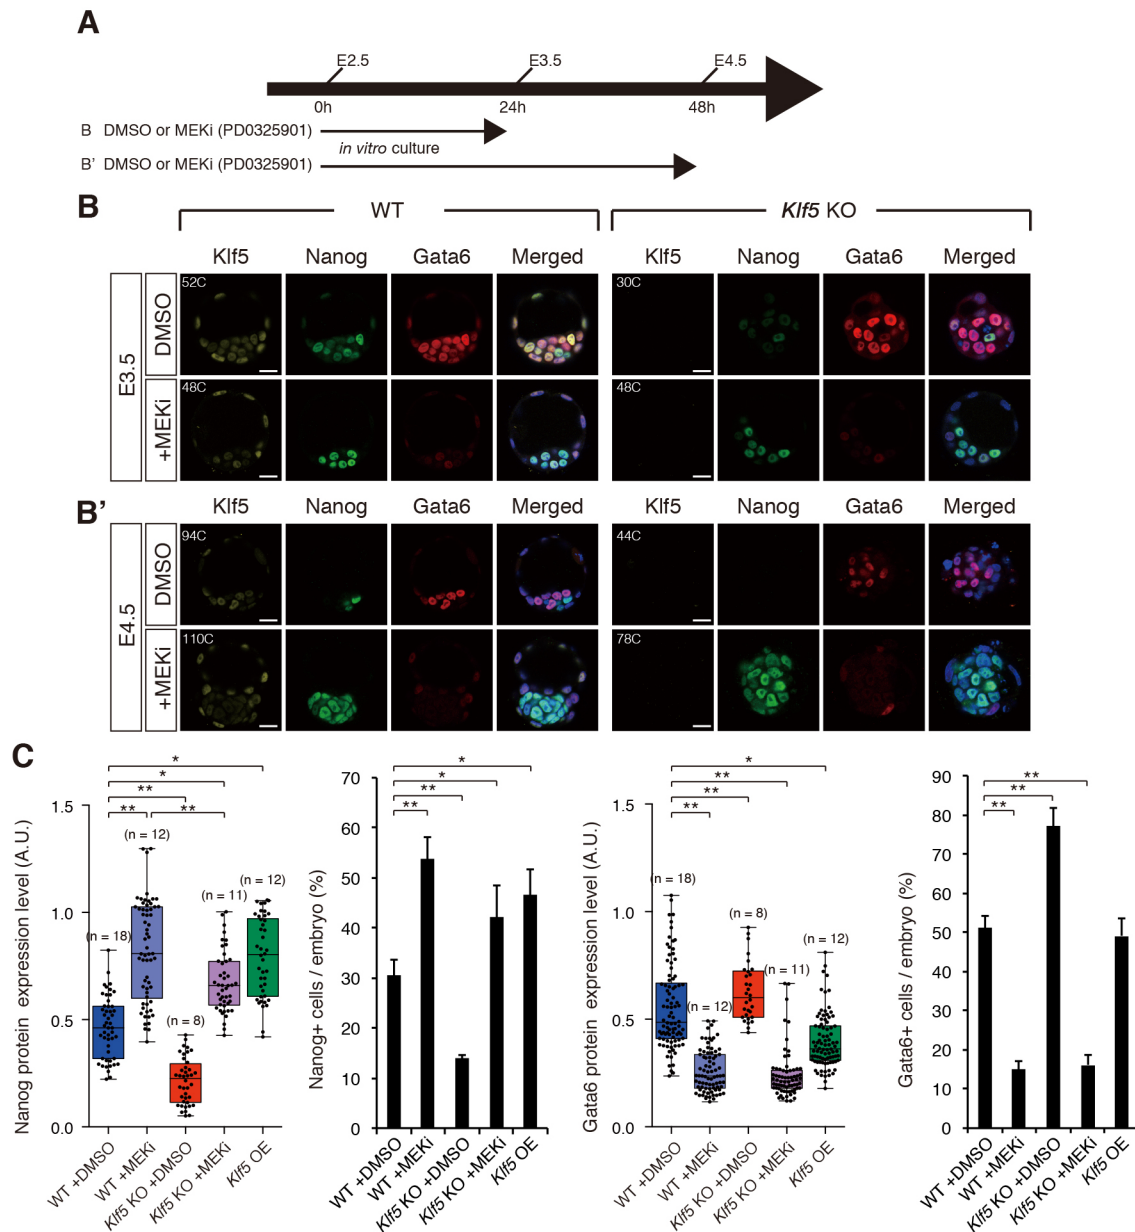 A
E2.5 E3.5 E4.5
0h 24h 48h
B DMSO or MEKi (PD0325901)
in vitro culture
B' DMSO or MEKi (PD0325901)
B
WT Klf5 KO
Klf5 Nanog Gata6 Merged Klf5 Nanog Gata6 Merged
E3.5
DMSO
52C 30C
+MEKi
48C 48C
B'
Klf5 Nanog Gata6 Merged Klf5 Nanog Gata6 Merged
E4.5
DMSO
94C 44C
+MEKi
110C 78C
C
Nanog protein expression level (A.U.)
1.5
1.0
0.5
0.0
*
*
**
** **
(n = 18)
(n = 12)
(n = 8)
(n = 11)
(n = 12)
WT +DMSO
WT +MEKi
Klf5 KO +DMSO
Klf5 KO +MEKi
Klf5 OE
Nanog+ cells / embryo (%)
70
60
50
40
30
20
10
0
*
*
**
**
WT +DMSO
WT +MEKi
Klf5 KO +DMSO
Klf5 KO +MEKi
Klf5 OE
Gata6 protein expression level (A.U.)
1.5
1.0
0.5
0.0
*
**
**
**
(n = 18)
(n = 12)
(n = 8)
(n = 11)
(n = 12)
WT +DMSO
WT +MEKi
Klf5 KO +DMSO
Klf5 KO +MEKi
Klf5 OE
Gata6+ cells / embryo (%)
90
80
70
60
50
40
30
20
10
0
**
**
**
WT +DMSO
WT +MEKi
Klf5 KO +DMSO
Klf5 KO +MEKi
Klf5 OE